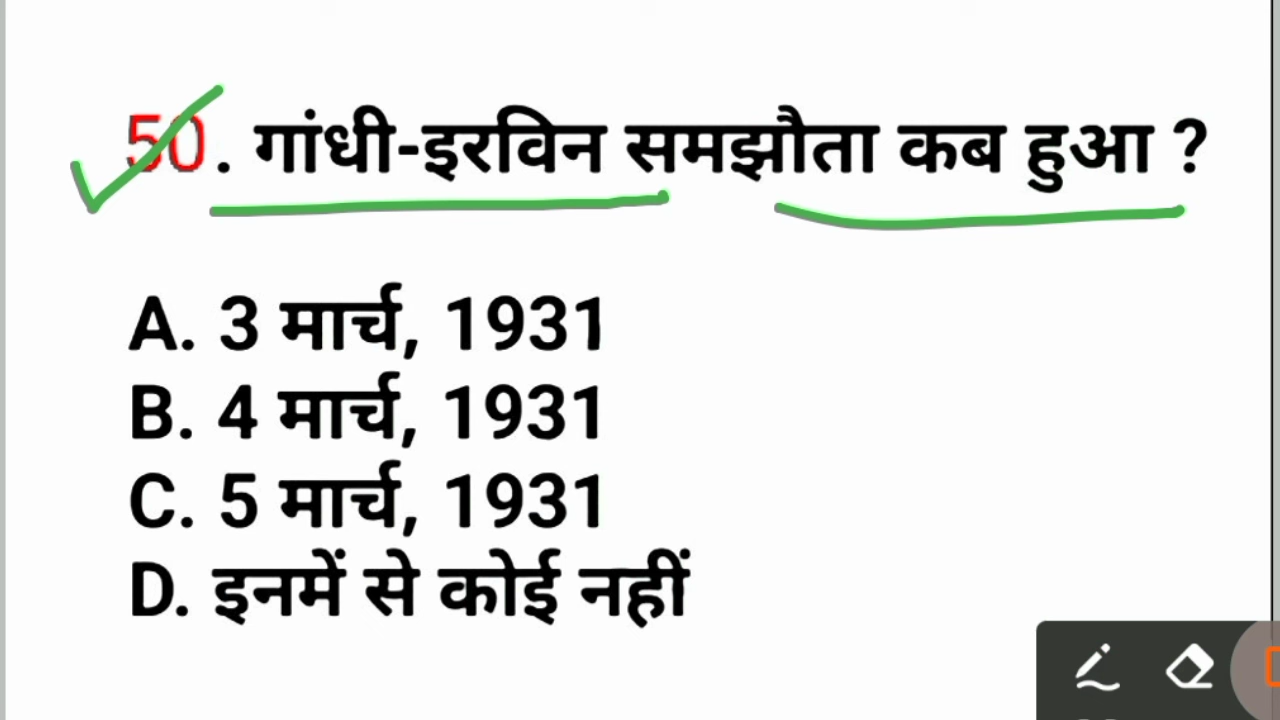 50. गांधी-इरविन समझौता कब हुआ ?
A. 3 मार्च, 1931
B. 4 मार्च, 1931
C. 5 मार्च, 1931
D. इनमें से कोई नहीं